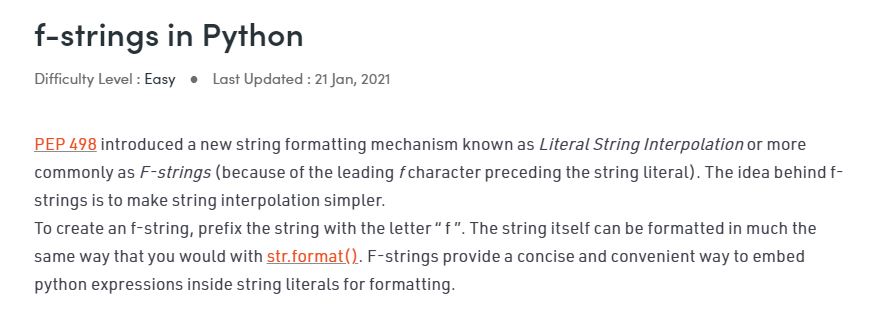 f-strings in Python
Difficulty Level : Easy ● Last Updated : 21 Jan, 2021
PEP 498 introduced a new string formatting mechanism known as Literal String Interpolation or more
commonly as F-strings (because of the leading f character preceding the string literal). The idea behind f-
strings is to make string interpolation simpler.
To create an f-string, prefix the string with the letter “ f ”. The string itself can be formatted in much the
same way that you would with str.format(). F-strings provide a concise and convenient way to embed
python expressions inside string literals for formatting.